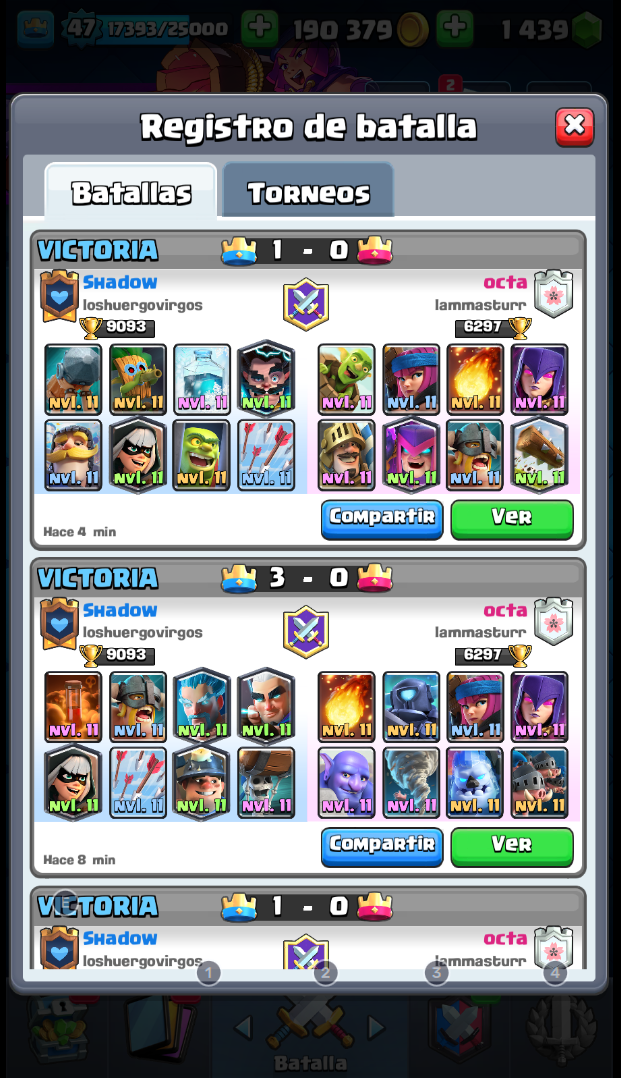 47 17393/25000 190 379 1 439
2
Registro de batalla
Batallas Torneos
VICTORIA 1 - 0
Shadow octa
loshuergovirgos lammasturr
9093 6297
nvl. 11 nvl. 11 nvl. 11 nvl. 11 nvl. 11 nvl. 11 nvl. 11 nvl. 11
nvl. 11 nvl. 11 nvl. 11 nvl. 11 nvl. 11 nvl. 11 nvl. 11 nvl. 11
Compartir Ver
Hace 4 min
VICTORIA 3 - 0
Shadow octa
loshuergovirgos lammasturr
9093 6297
nvl. 11 nvl. 11 nvl. 11 nvl. 11 nvl. 11 nvl. 11 nvl. 11 nvl. 11
nvl. 11 nvl. 11 nvl. 11 nvl. 11 nvl. 11 nvl. 11 nvl. 11 nvl. 11
Compartir Ver
Hace 8 min
VICTORIA 1 - 0
E
Shadow octa
loshuergovirgos lammasturr
1 2 3 4
Batalla